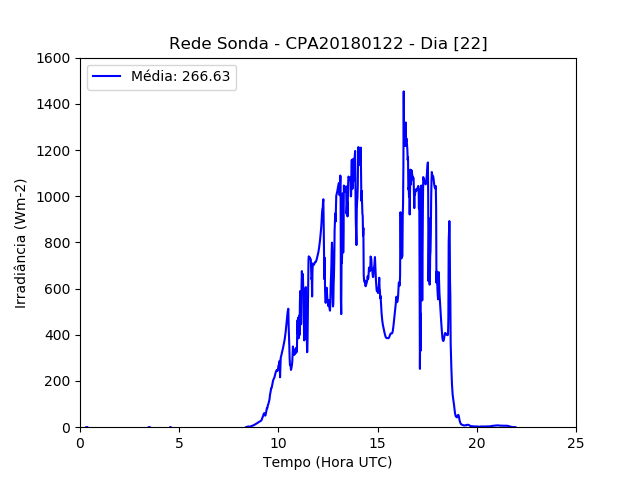 Rede Sonda - CPA20180122 - Dia [22]
Média: 266.63
1600
1400
1200
1000
800
600
400
200
0
Irradiância (Wm-2)
0 5 10 15 20 25
Tempo (Hora UTC)